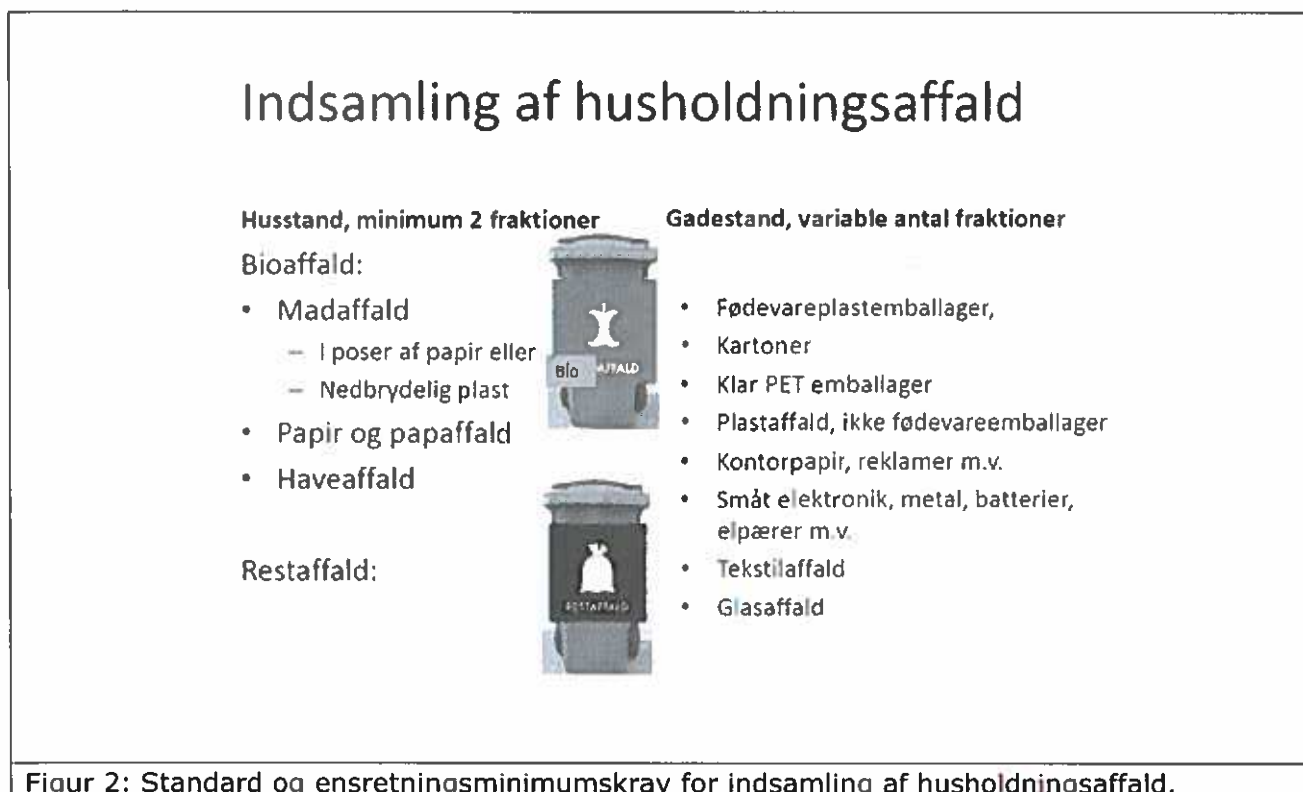 Indsamling af husholdningsaffald
Husstand, minimum 2 fraktioner
Bioaffald:
• Madaffald
– I poser af papir eller
– Nedbrydelig plast
• Papir og papaffald
• Haveaffald
Restaffald:
Bio
AFFALD
RESTAFFALD
Gadestand, variable antal fraktioner
• Fødevareplastemballager,
• Kartoner
• Klar PET emballager
• Plastaffald, ikke fødevareemballager
• Kontorpapir, reklamer m.v.
• Småt elektronik, metal, batterier,
elpærer m.v.
• Tekstilaffald
• Glasaffald
Figur 2: Standard og ensretningsminimumskrav for indsamling af husholdningsaffald.